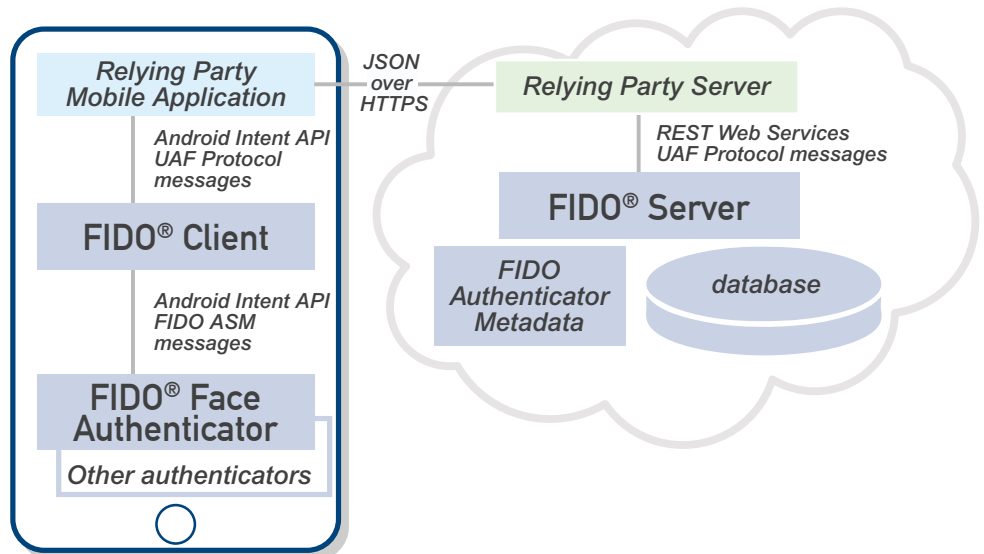 Relying Party
Mobile Application
JSON
over
HTTPS
Relying Party Server
Android Intent API
UAF Protocol
messages
REST Web Services
UAF Protocol messages
FIDO® Client
FIDO® Server
FIDO
Authenticator
Metadata
database
Android Intent API
FIDO ASM
messages
FIDO® Face
Authenticator
Other authenticators